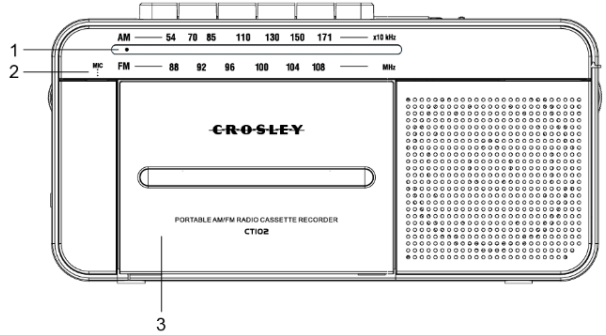 AM 54 70 85 110 130 150 171 x10 kHz
1
2
MIC
FM 88 92 96 100 104 108 MHz
CROSLEY
PORTABLE AM/FM RADIO CASSETTE RECORDER
CT102
3